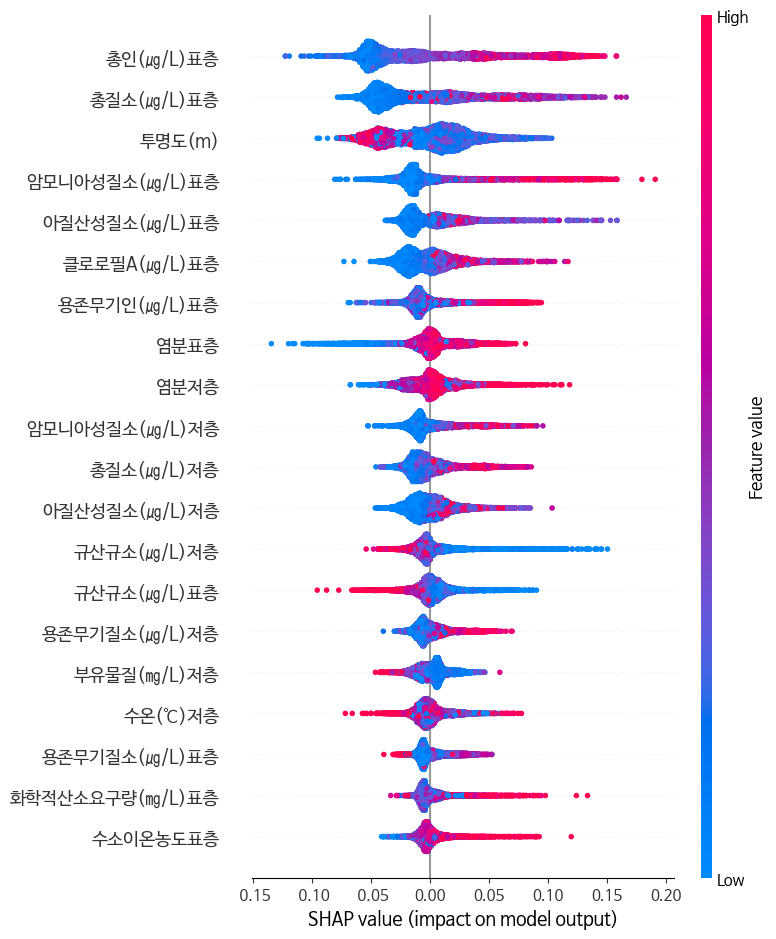 High
총인(㎍/L)표층
총질소(㎍/L)표층
투명도(m)
암모니아성질소(㎍/L)표층
아질산성질소(㎍/L)표층
클로로필A(㎍/L)표층
용존무기인(㎍/L)표층
염분표층
염분저층
암모니아성질소(㎍/L)저층
총질소(㎍/L)저층
아질산성질소(㎍/L)저층
규산규소(㎍/L)저층
규산규소(㎍/L)표층
용존무기질소(㎍/L)저층
부유물질(㎎/L)저층
수온(℃)저층
용존무기질소(㎍/L)표층
화학적산소요구량(㎎/L)표층
수소이온농도표층
Feature value
Low
0.15 0.10 0.05 0.00 0.05 0.10 0.15 0.20
SHAP value (impact on model output)